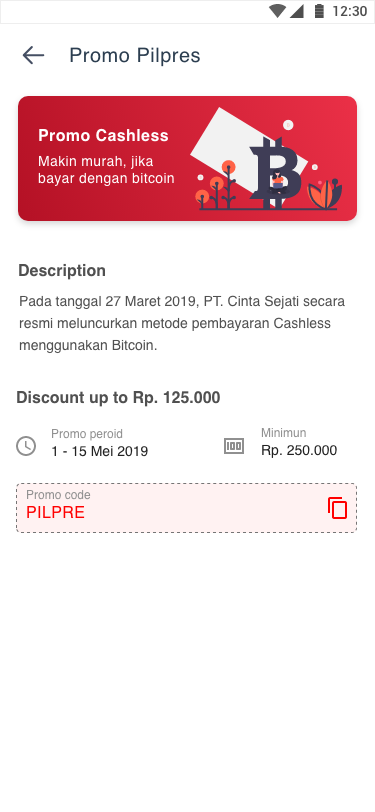 12:30
Promo Pilpres
Promo Cashless
Makin murah, jika
bayar dengan bitcoin
Description
Pada tanggal 27 Maret 2019, PT. Cinta Sejati secara
resmi meluncurkan metode pembayaran Cashless
menggunakan Bitcoin.
Discount up to Rp. 125.000
Promo peroid
1 - 15 Mei 2019
Minimun
Rp. 250.000
Promo code
PILPRE